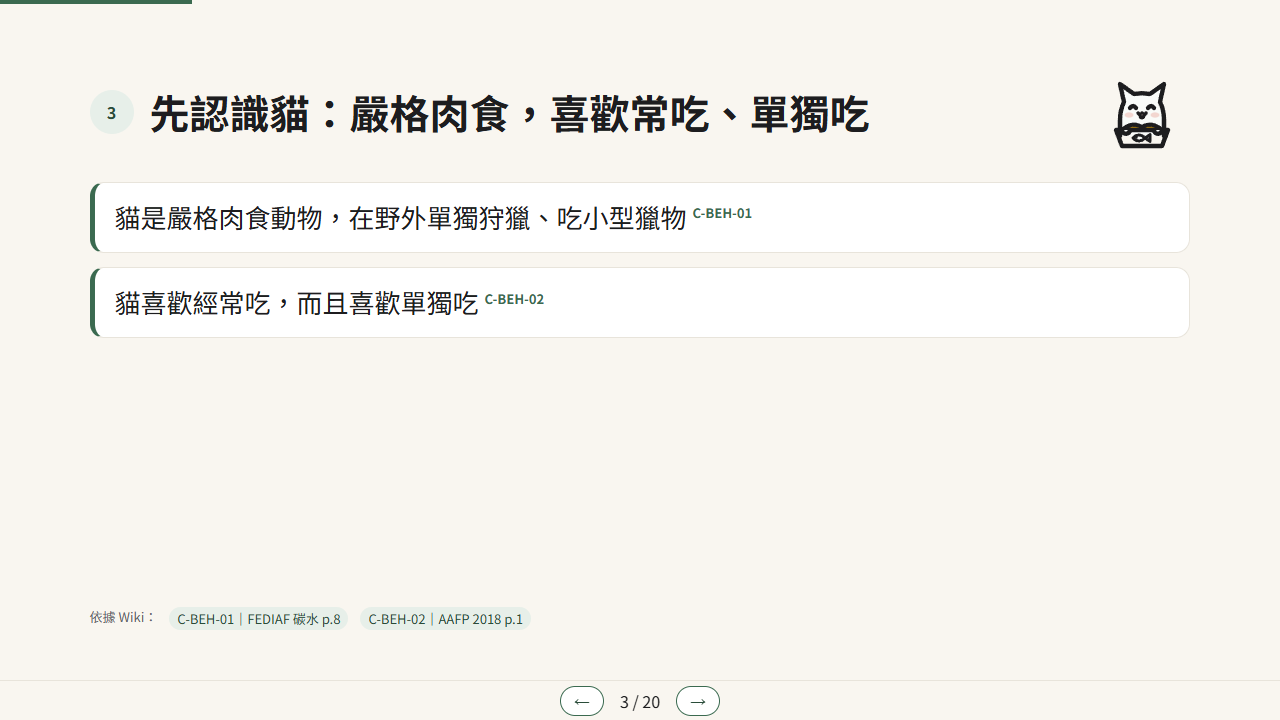 3
先認識貓：嚴格肉食，喜歡常吃、單獨吃
貓是嚴格肉食動物，在野外單獨狩獵、吃小型獵物 C-BEH-01
貓喜歡經常吃，而且喜歡單獨吃 C-BEH-02
依據 Wiki： C-BEH-01｜FEDIAF 碳水 p.8 C-BEH-02｜AAFP 2018 p.1
← 3 / 20 →